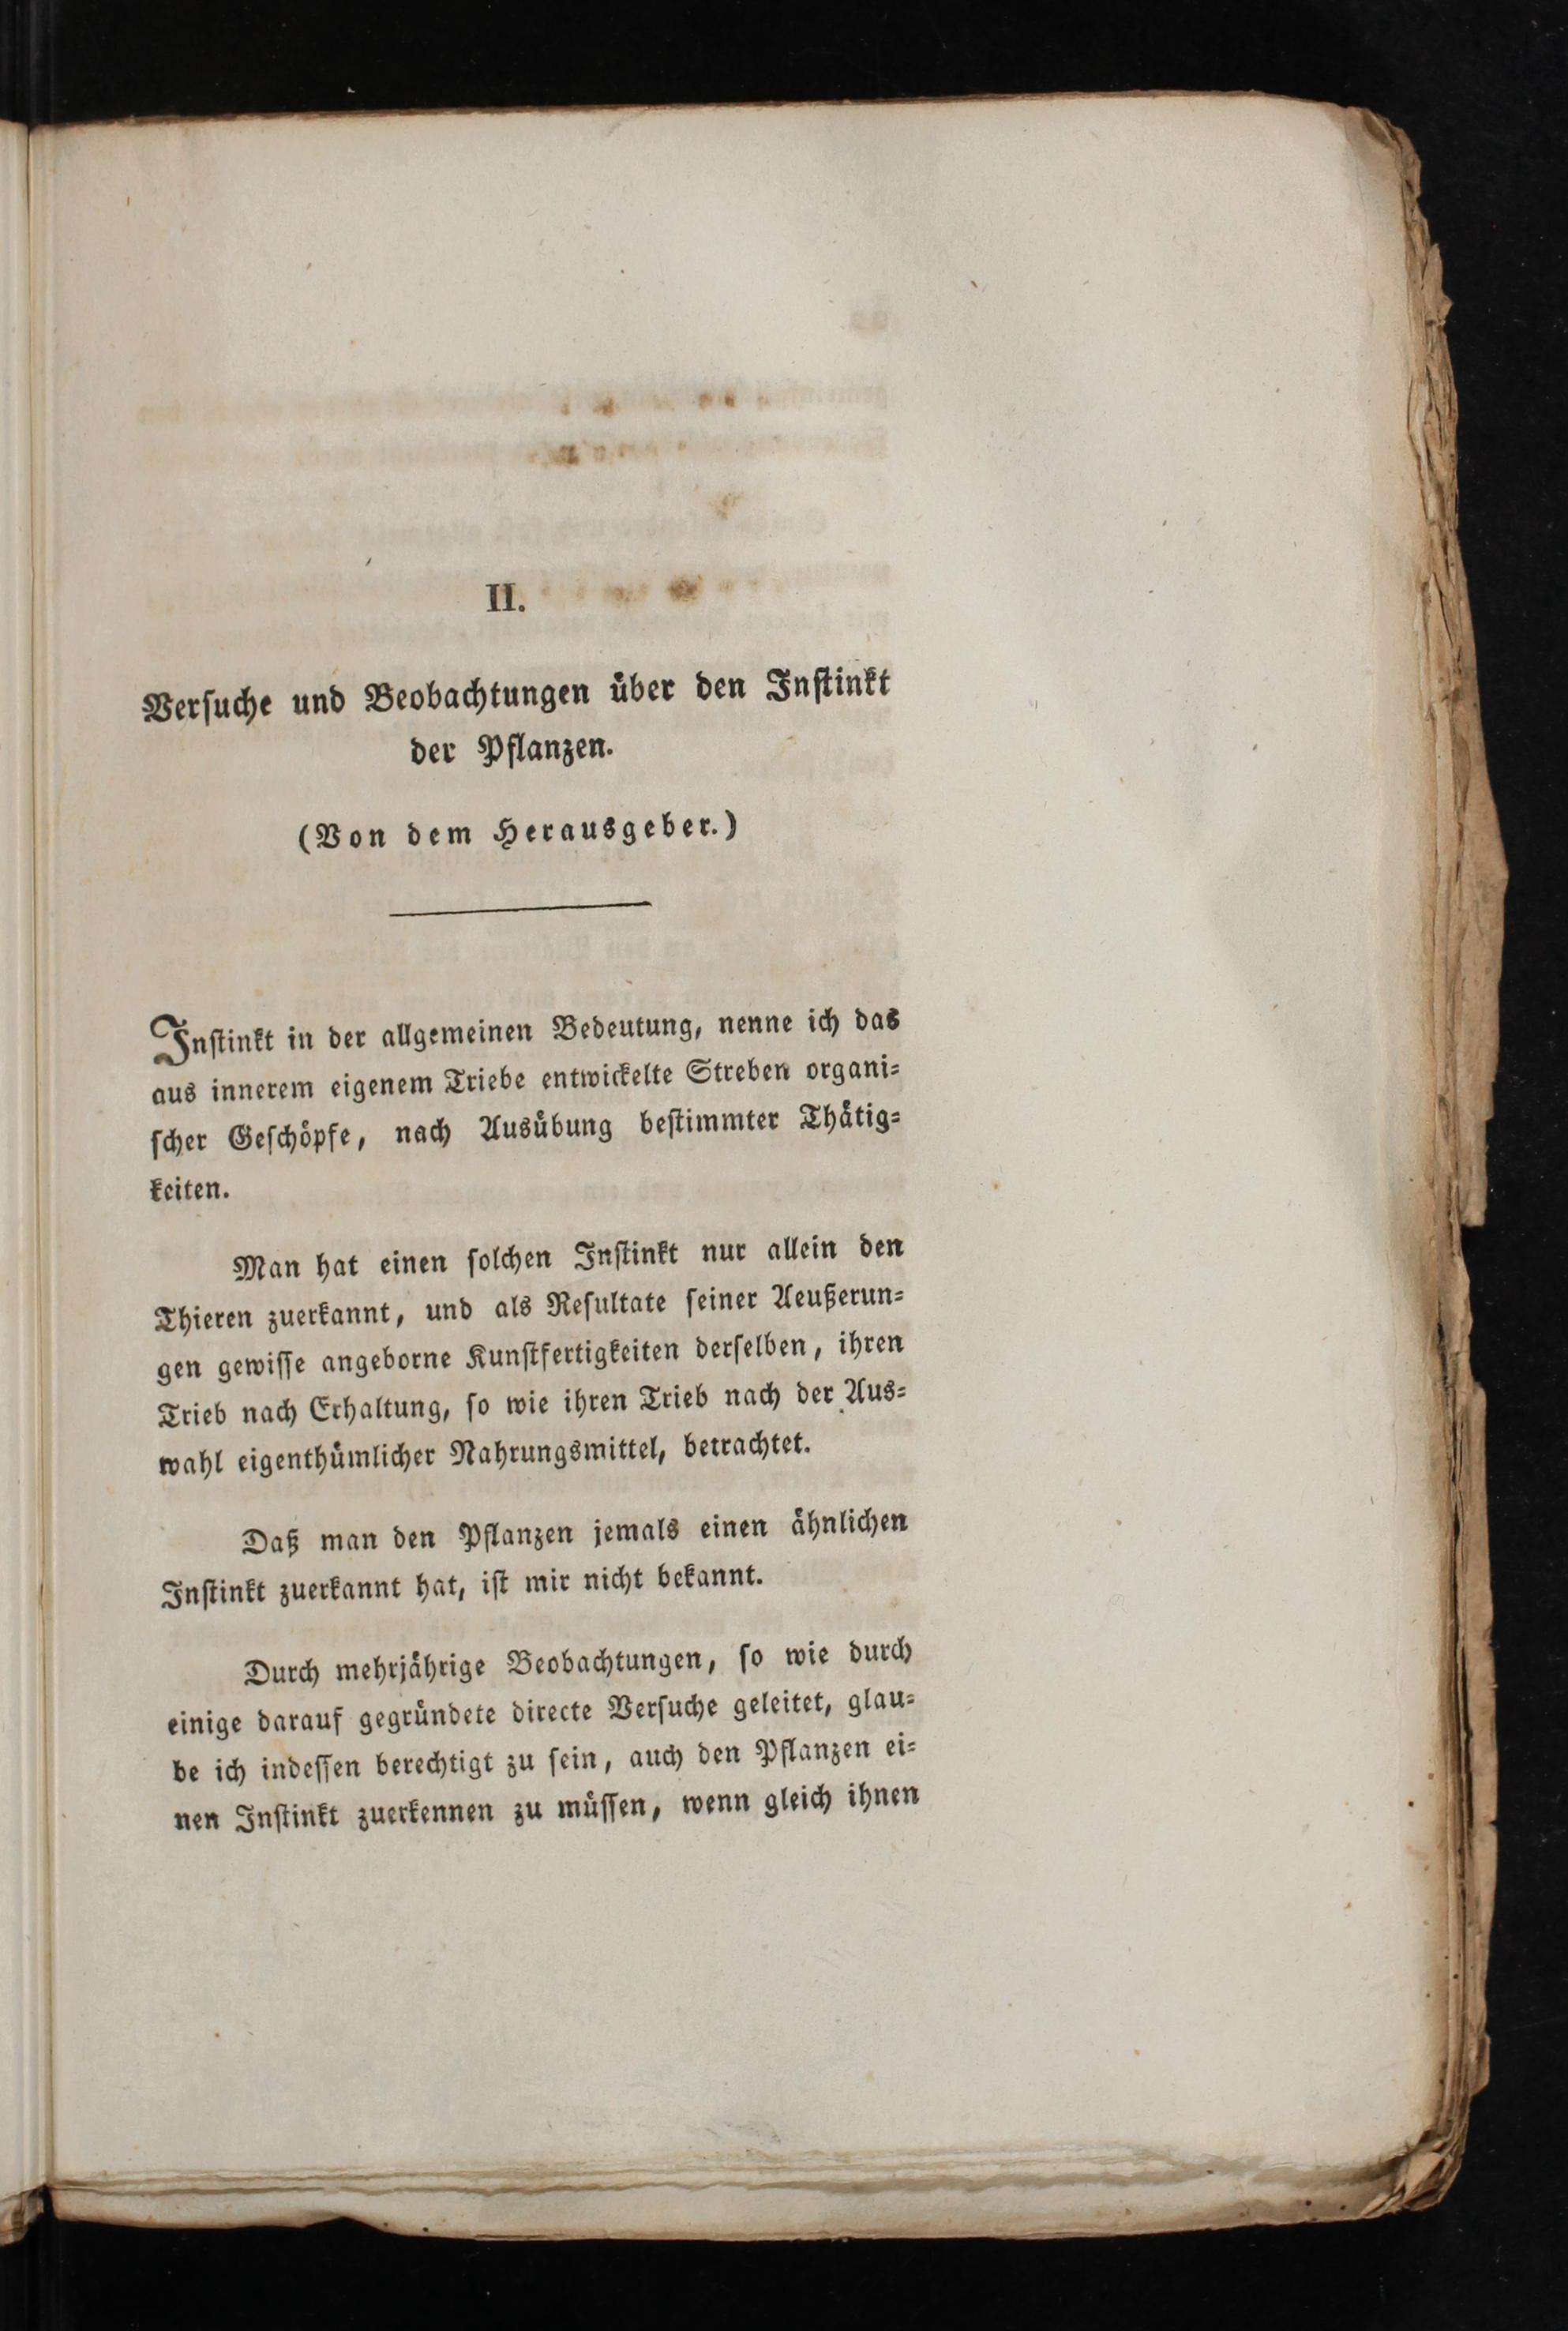 II.
Versuche und Beobachtungen über den Instinkt
der Pflanzen.
(Von dem Herausgeber.)
Instinkt in der allgemeinen Bedeutung, nenne ich das
aus innerem eigenem Triebe entwickelte Streben organi-
scher Geschöpfe, nach Ausübung bestimmter Thätig-
keiten.
Man hat einen solchen Instinkt nur allein den
Thieren zuerkannt, und als Resultate seiner Aeußerun-
gen gewisse angeborne Kunstfertigkeiten derselben, ihren
Trieb nach Erhaltung, so wie ihren Trieb nach der Aus-
wahl eigenthümlicher Nahrungsmittel, betrachtet.
Daß man den Pflanzen jemals einen ähnlichen
Instinkt zuerkannt hat, ist mir nicht bekannt.
Durch mehrjährige Beobachtungen, so wie durch
einige darauf gegründete directe Versuche geleitet, glau-
be ich indessen berechtigt zu sein, auch den Pflanzen ei-
nen Instinkt zuerkennen zu müssen, wenn gleich ihnen